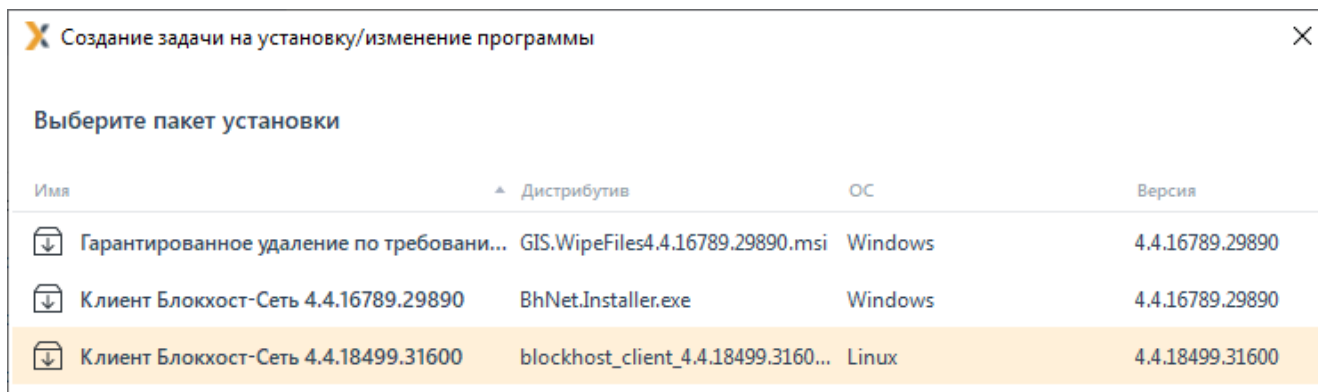 Создание задачи на установку/изменение программы
Выберите пакет установки
Имя Дистрибутив ОС Версия
Гарантированное удаление по требовани... GIS.WipeFiles4.4.16789.29890.msi Windows 4.4.16789.29890
Клиент Блокхост-Сеть 4.4.16789.29890 BhNet.Installer.exe Windows 4.4.16789.29890
Клиент Блокхост-Сеть 4.4.18499.31600 blockhost_client_4.4.18499.3160... Linux 4.4.18499.31600